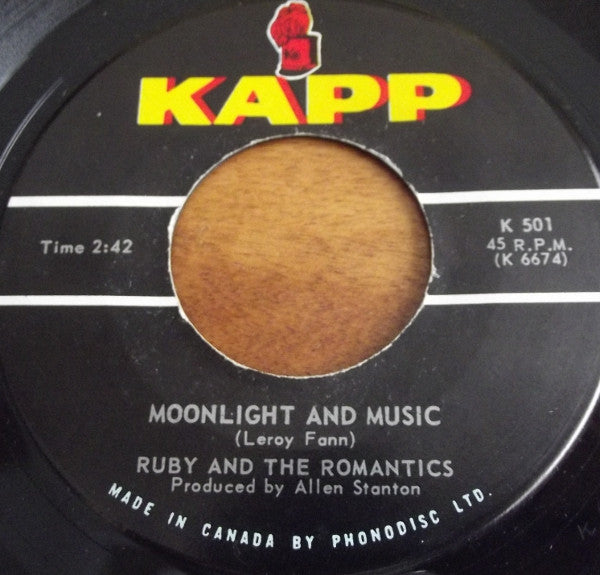 KAPP
Time 2:42
K 501
45 R.P.M.
(K 6674)
MOONLIGHT AND MUSIC
(Leroy Fann)
RUBY AND THE ROMANTICS
Produced by Allen Stanton
MADE IN CANADA BY PHONODISC LTD.